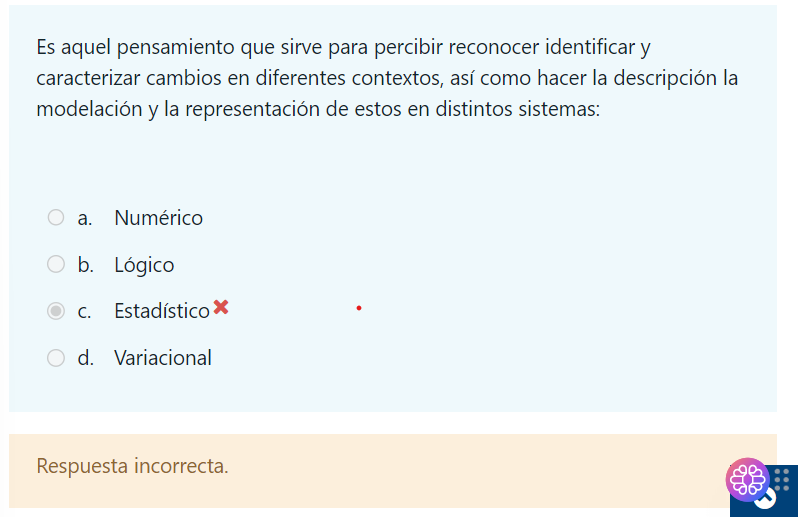 Es aquel pensamiento que sirve para percibir reconocer identificar y
caracterizar cambios en diferentes contextos, así como hacer la descripción la
modelación y la representación de estos en distintos sistemas:
a. Numérico
b. Lógico
c. Estadístico
d. Variacional
Respuesta incorrecta.